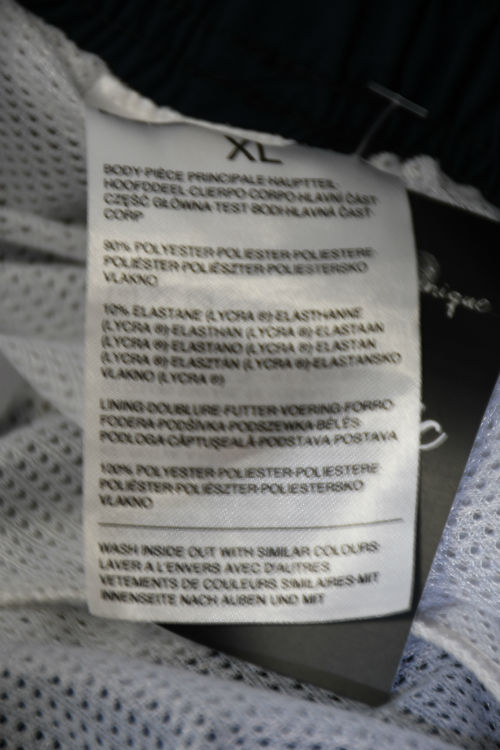 XL
BODY-PIÈCE PRINCIPALE-HAUPTTEIL-
HOOFDDEEL-CUERPO-CORPO-HLAVNÍ ČÁST-
CZĘŚĆ GŁÓWNA-TEST-BODI-HLAVNÁ ČASŤ-
CORP
90% POLYESTER-POLIESTER-POLIESTERE-
POLIÉSTER-POLIÉSZTER-POLIESTERSKO
VLAKNO
10% ELASTANE (LYCRA ®)-ELASTHANNE
(LYCRA ®)-ELASTHAN (LYCRA ®)-ELASTAAN
(LYCRA ®)-ELASTANO (LYCRA ®)-ELASTAN
(LYCRA ®)-ELASZTÁN (LYCRA ®)-ELASTANSKO
VLAKNO (LYCRA ®)
LINING-DOUBLURE-FUTTER-VOERING-FORRO-
FODERA-PODŠÍVKA-PODSZEWKA-BÉLÉS-
PODLOGA-CĂPTUŞEALĂ-PODSTAVA POSTAVA
100% POLYESTER-POLIESTER-POLIESTERE-
POLIÉSTER-POLIÉSZTER-POLIESTERSKO
VLAKNO
WASH INSIDE OUT WITH SIMILAR COLOURS-
LAVER A L'ENVERS AVEC D'AUTRES
VETEMENTS DE COULEURS SIMILAIRES-MIT
INNENSEITE NACH AUßEN UND MIT